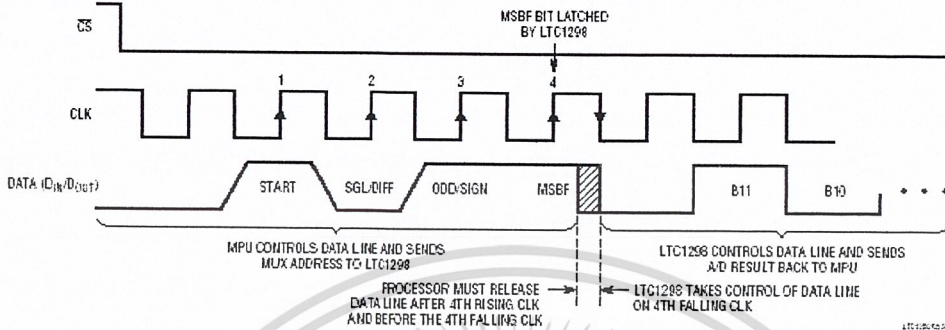 MSBF BIT LATCHED
BY LTC1298
CS
1 2 3 4
CLK
DATA (DIN/DOUT)
START SGL/DIFF ODD/SIGN MSBF B11 B10 • • •
MPU CONTROLS DATA LINE AND SENDS
MUX ADDRESS TO LTC1298
LTC1298 CONTROLS DATA LINE AND SENDS
A/D RESULT BACK TO MPU
PROCESSOR MUST RELEASE
DATA LINE AFTER 4TH RISING CLK
AND BEFORE THE 4TH FALLING CLK
LTC1298 TAKES CONTROL OF DATA LINE
ON 4TH FALLING CLK